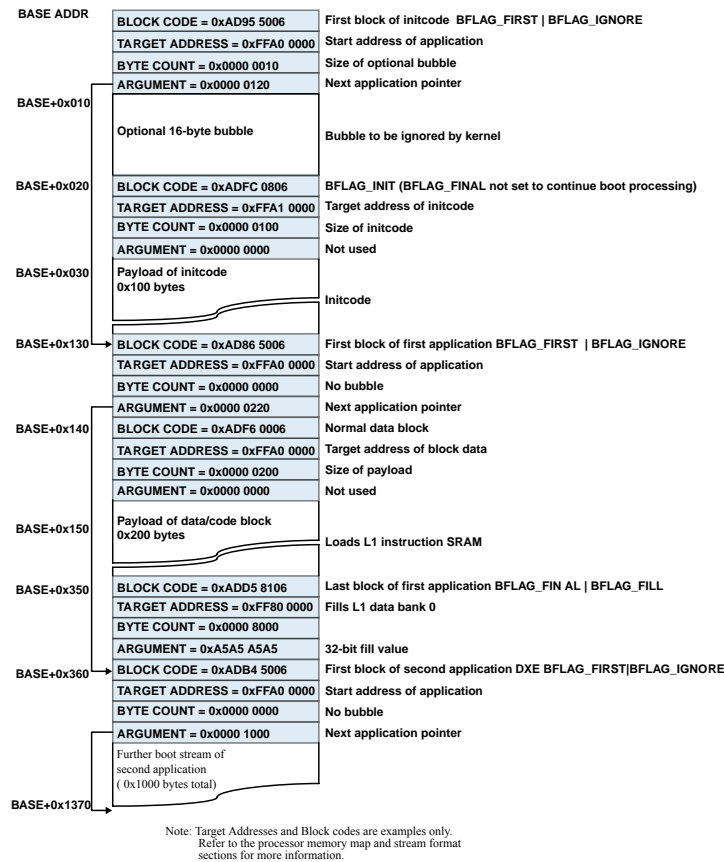 BASE ADDR
BLOCK CODE = 0xAD95 5006 First block of initcode BFLAG_FIRST | BFLAG_IGNORE
TARGET ADDRESS = 0xFFA0 0000 Start address of application
BYTE COUNT = 0x0000 0010 Size of optional bubble
ARGUMENT = 0x0000 0120 Next application pointer
BASE+0x010
Optional 16-byte bubble Bubble to be ignored by kernel
BASE+0x020 BLOCK CODE = 0xADFC 0806 BFLAG_INIT (BFLAG_FINAL not set to continue boot processing)
TARGET ADDRESS = 0xFFA1 0000 Target address of initcode
BYTE COUNT = 0x0000 0100 Size of initcode
ARGUMENT = 0x0000 0000 Not used
BASE+0x030 Payload of initcode
0x100 bytes
Initcode
BASE+0x130 BLOCK CODE = 0xAD86 5006 First block of first application BFLAG_FIRST | BFLAG_IGNORE
TARGET ADDRESS = 0xFFA0 0000 Start address of application
BYTE COUNT = 0x0000 0000 No bubble
ARGUMENT = 0x0000 0220 Next application pointer
BASE+0x140 BLOCK CODE = 0xADF6 0006 Normal data block
TARGET ADDRESS = 0xFFA0 0000 Target address of block data
BYTE COUNT = 0x0000 0200 Size of payload
ARGUMENT = 0x0000 0000 Not used
BASE+0x150 Payload of data/code block
0x200 bytes
Loads L1 instruction SRAM
BASE+0x350 BLOCK CODE = 0xADD5 8106 Last block of first application BFLAG_FIN AL | BFLAG_FILL
TARGET ADDRESS = 0xFF80 0000 Fills L1 data bank 0
BYTE COUNT = 0x0000 8000
ARGUMENT = 0xA5A5 A5A5 32-bit fill value
BASE+0x360 BLOCK CODE = 0xADB4 5006 First block of second application DXE BFLAG_FIRST|BFLAG_IGNORE
TARGET ADDRESS = 0xFFA0 0000 Start address of application
BYTE COUNT = 0x0000 0000 No bubble
ARGUMENT = 0x0000 1000 Next application pointer
Further boot stream of
second application
( 0x1000 bytes total)
BASE+0x1370
Note: Target Addresses and Block codes are examples only.
Refer to the processor memory map and stream format
sections for more information.